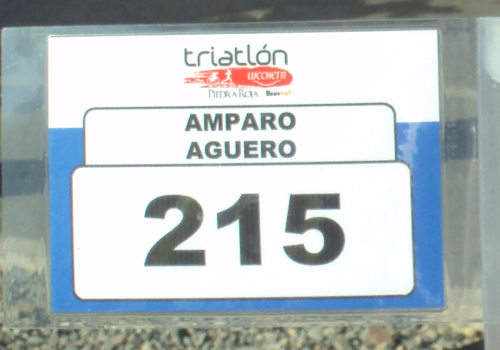 triatlón
LUCCHETTI
PIEDRA ROJA
AMPARO
AGUERO
215